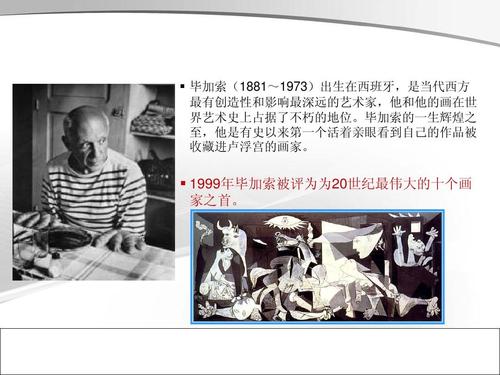 毕加索（1881～1973）出生在西班牙，是当代西方
最有创造性和影响最深远的艺术家，他和他的画在世
界艺术史上占据了不朽的地位。毕加索的一生辉煌之
至，他是有史以来第一个活着亲眼看到自己的作品被
收藏进卢浮宫的画家。
1999年毕加索被评为为20世纪最伟大的十个画
家之首。